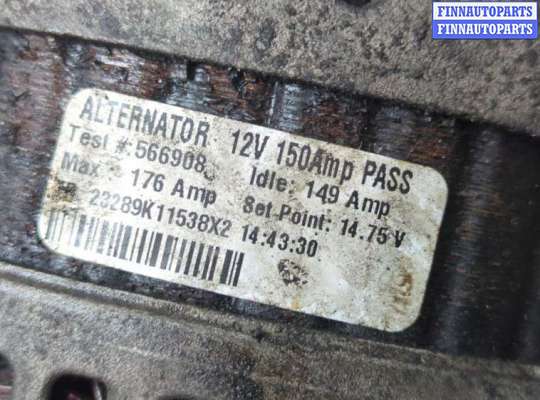 FINNAUTOPARTS
FINNAUTOPARTS
ALTERNATOR 12V 150Amp PASS
Test #:566908 Idle: 149 Amp
Max : 176 Amp Set Point: 14.75 V
23289K11538X2 14:43:30